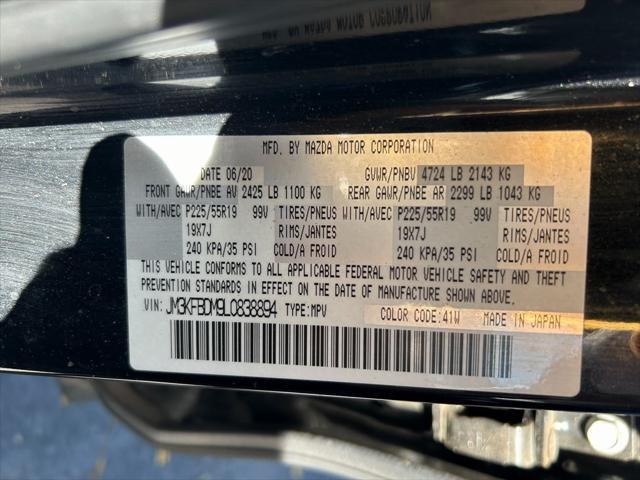 MFD. BY MAZDA MOTOR CORPORATION
DATE 06/20 GVWR/PNBV 4724 LB 2143 KG
FRONT GAWR/PNBE AV 2425 LB 1100 KG REAR GAWR/PNBE AR 2299 LB 1043 KG
WITH/AVEC P225/55R19 99V TIRES/PNEUS WITH/AVEC P225/55R19 99V TIRES/PNEUS
19X7J RIMS/JANTES 19X7J RIMS/JANTES
240 KPA/35 PSI COLD/A FROID 240 KPA/35 PSI COLD/A FROID
THIS VEHICLE CONFORMS TO ALL APPLICABLE FEDERAL MOTOR VEHICLE SAFETY AND THEFT
PREVENTION STANDARDS IN EFFECT ON THE DATE OF MANUFACTURE SHOWN ABOVE.
VIN: JM3KFBDM9L0838894 TYPE: MPV COLOR CODE: 41W MADE IN JAPAN